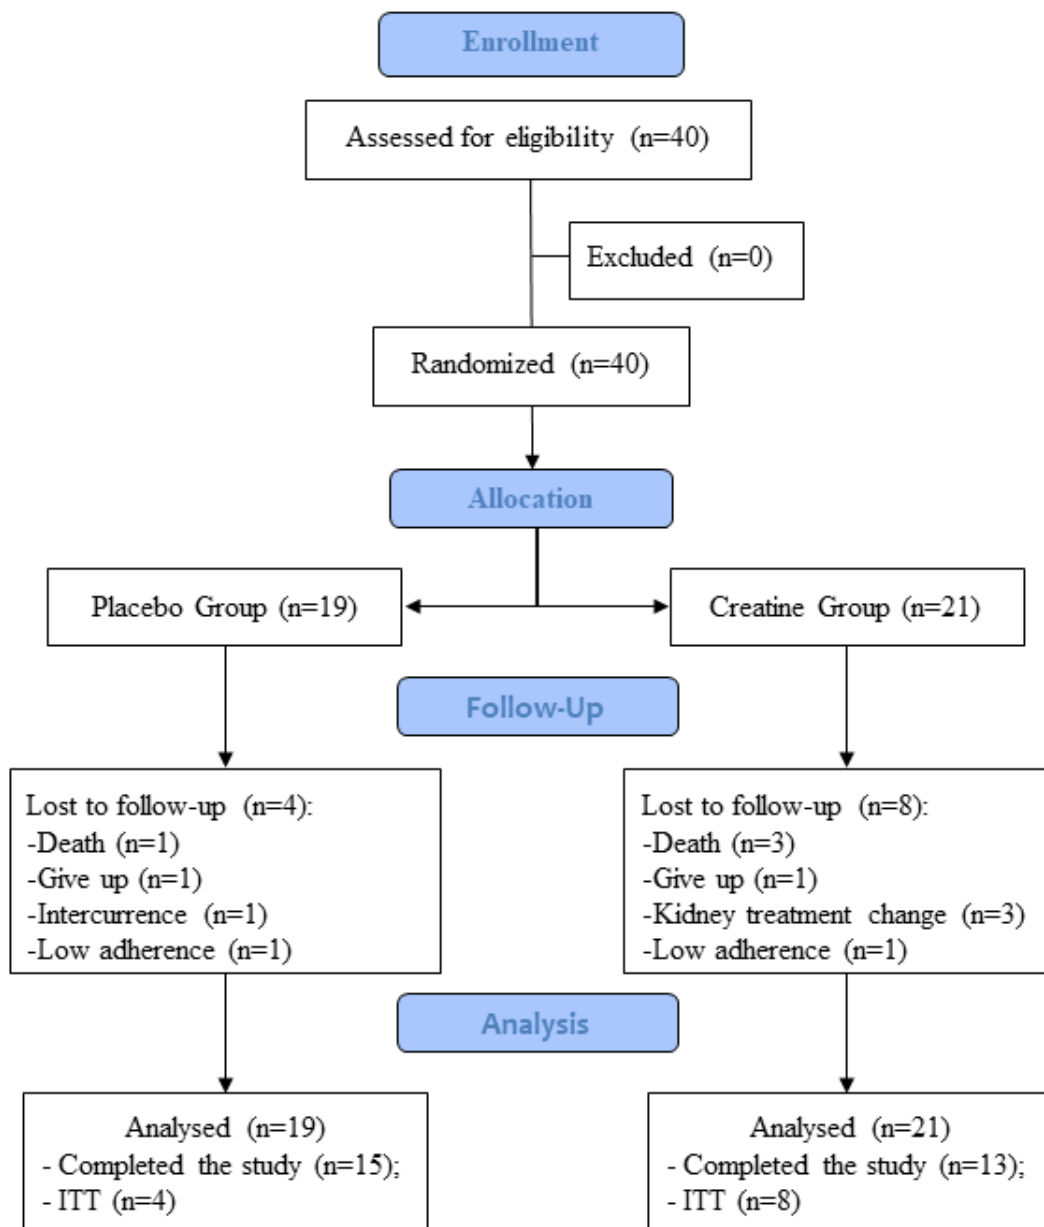 Enrollment
Assessed for eligibility (n=40)
Excluded (n=0)
Randomized (n=40)
Allocation
Placebo Group (n=19)
Creatine Group (n=21)
Follow-Up
Lost to follow-up (n=4):
-Death (n=1)
-Give up (n=1)
-Intercurrence (n=1)
-Low adherence (n=1)
Lost to follow-up (n=8):
-Death (n=3)
-Give up (n=1)
-Kidney treatment change (n=3)
-Low adherence (n=1)
Analysis
Analysed (n=19)
- Completed the study (n=15);
- ITT (n=4)
Analysed (n=21)
- Completed the study (n=13);
- ITT (n=8)